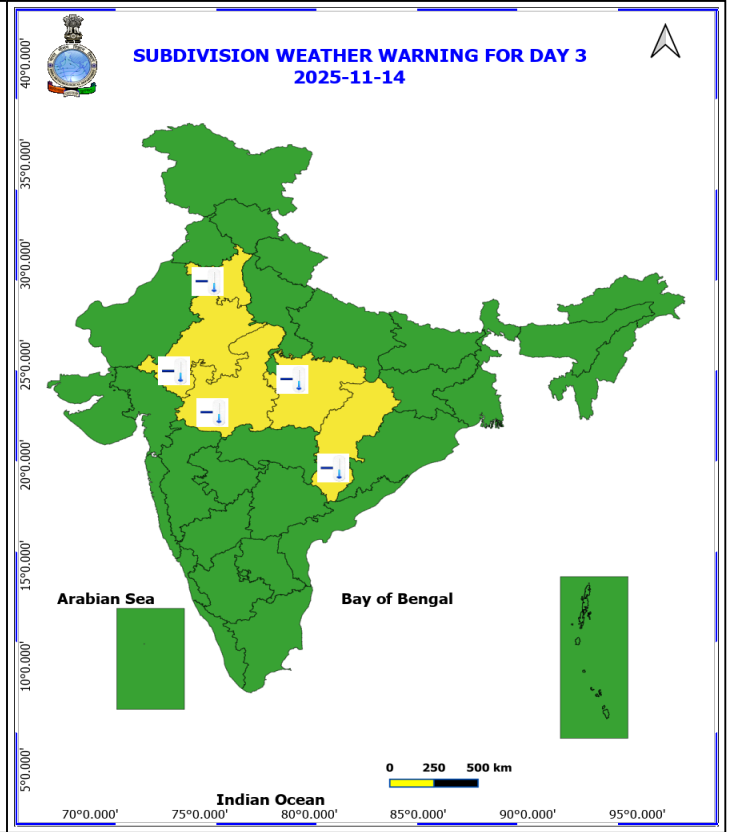 SUBDIVISION WEATHER WARNING FOR DAY 3
2025-11-14
40°0.000'
35°0.000'
30°0.000'
25°0.000'
20°0.000'
15°0.000'
10°0.000'
5°0.000'
Arabian Sea
Bay of Bengal
0 250 500 km
Indian Ocean
70°0.000' 75°0.000' 80°0.000' 85°0.000' 90°0.000' 95°0.000'